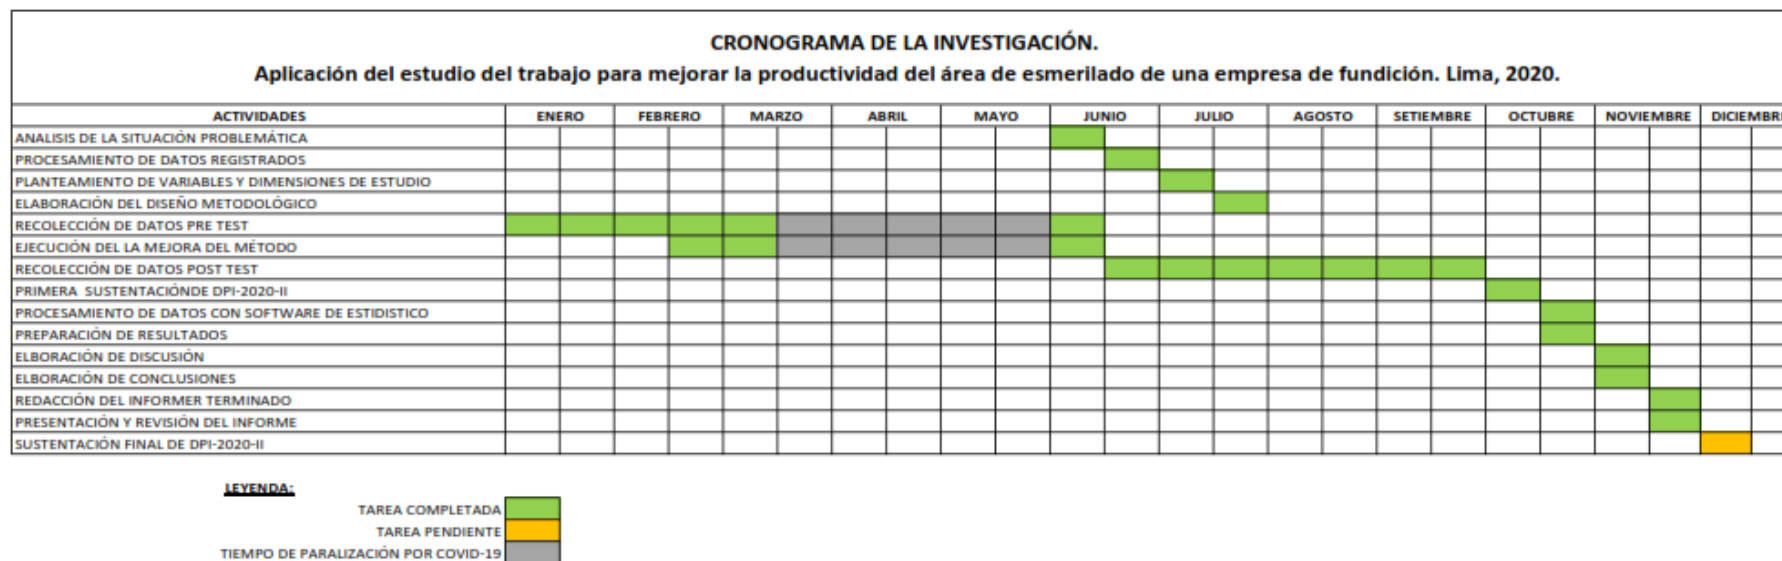 CRONOGRAMA DE LA INVESTIGACIÓN.
Aplicación del estudio del trabajo para mejorar la productividad del área de esmerilado de una empresa de fundición. Lima, 2020.
ACTIVIDADES ENERO FEBRERO MARZO ABRIL MAYO JUNIO JULIO AGOSTO SETIEMBRE OCTUBRE NOVIEMBRE DICIEMBRE
ANALISIS DE LA SITUACIÓN PROBLEMÁTICA
PROCESAMIENTO DE DATOS REGISTRADOS
PLANTEAMIENTO DE VARIABLES Y DIMENSIONES DE ESTUDIO
ELABORACIÓN DEL DISEÑO METODOLÓGICO
RECOLECCIÓN DE DATOS PRE TEST
EJECUCIÓN DEL LA MEJORA DEL MÉTODO
RECOLECCIÓN DE DATOS POST TEST
PRIMERA SUSTENTACIÓNDE DPI-2020-II
PROCESAMIENTO DE DATOS CON SOFTWARE DE ESTIDISTICO
PREPARACIÓN DE RESULTADOS
ELBORACIÓN DE DISCUSIÓN
ELBORACIÓN DE CONCLUSIONES
REDACCIÓN DEL INFORMER TERMINADO
PRESENTACIÓN Y REVISIÓN DEL INFORME
SUSTENTACIÓN FINAL DE DPI-2020-II
LEYENDA:
TAREA COMPLETADA
TAREA PENDIENTE
TIEMPO DE PARALIZACIÓN POR COVID-19